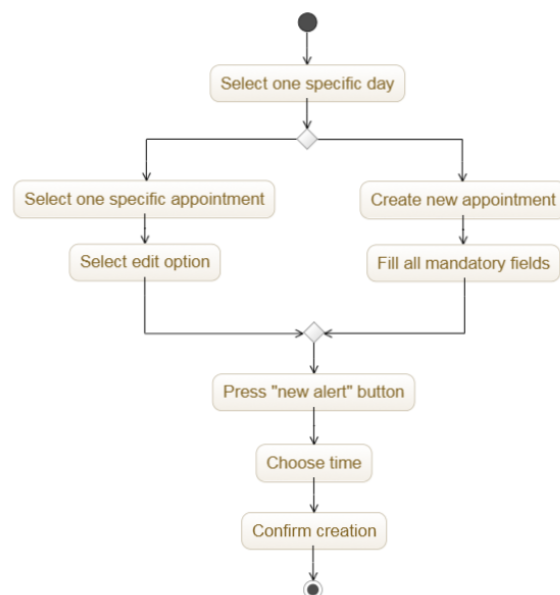 Select one specific day
Select one specific appointment
Create new appointment
Select edit option
Fill all mandatory fields
Press "new alert" button
Choose time
Confirm creation